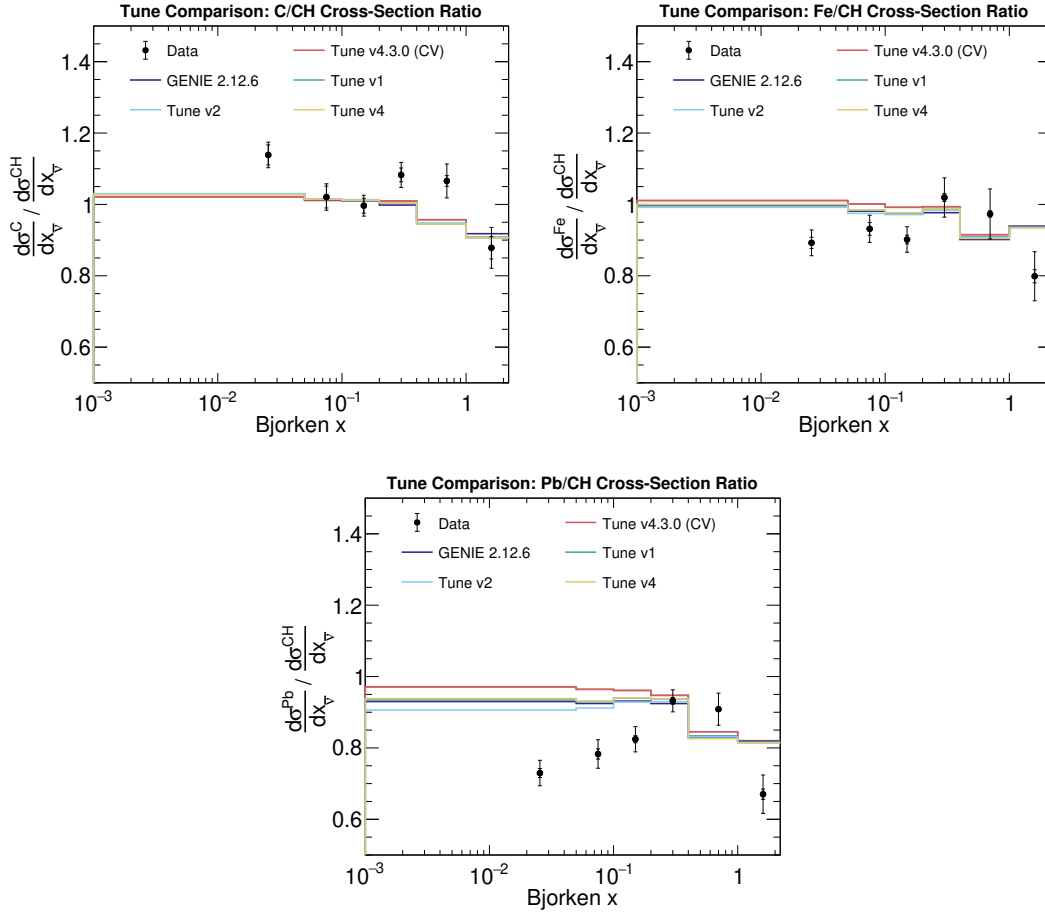 Tune Comparison: C/CH Cross-Section Ratio
Data
Tune v4.3.0 (CV)
GENIE 2.12.6
Tune v1
Tune v2
Tune v4
1.4
1.2
1
0.8
0.6
dσ^C/dx_ν̅ / dσ^CH/dx_ν̅
10⁻³ 10⁻² 10⁻¹ 1
Bjorken x
Tune Comparison: Fe/CH Cross-Section Ratio
Data
Tune v4.3.0 (CV)
GENIE 2.12.6
Tune v1
Tune v2
Tune v4
1.4
1.2
1
0.8
0.6
dσ^Fe/dx_ν̅ / dσ^CH/dx_ν̅
10⁻³ 10⁻² 10⁻¹ 1
Bjorken x
Tune Comparison: Pb/CH Cross-Section Ratio
Data
Tune v4.3.0 (CV)
GENIE 2.12.6
Tune v1
Tune v2
Tune v4
1.4
1.2
1
0.8
0.6
dσ^Pb/dx_ν̅ / dσ^CH/dx_ν̅
10⁻³ 10⁻² 10⁻¹ 1
Bjorken x